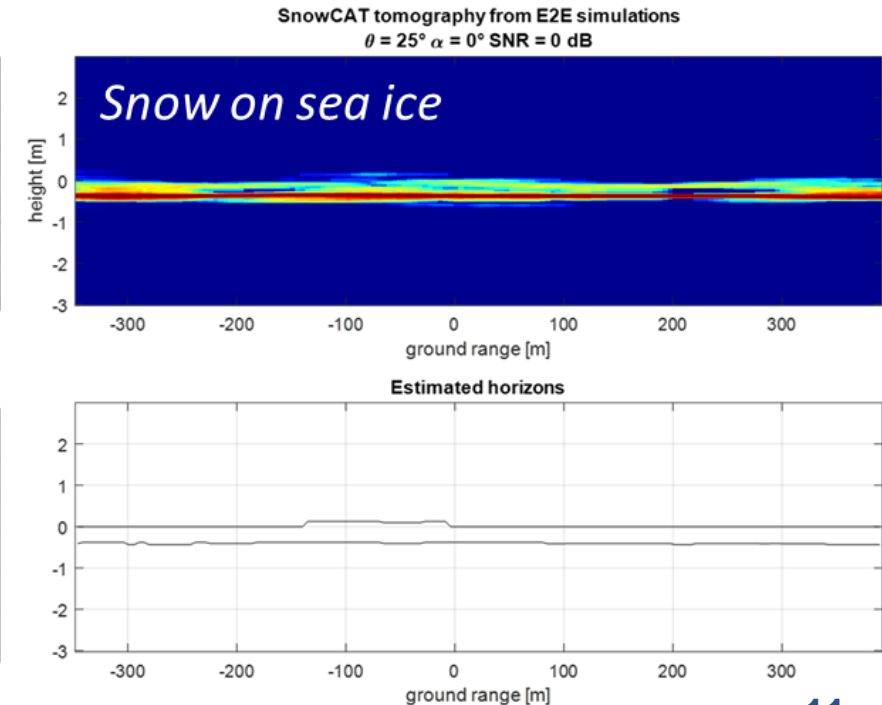 SnowCAT tomography from E2E simulations
θ = 25° α = 0° SNR = 0 dB
Snow on sea ice
height [m]
2
1
0
-1
-2
-3
-300 -200 -100 0 100 200 300
ground range [m]
Estimated horizons
2
1
0
-1
-2
-3
-300 -200 -100 0 100 200 300
ground range [m]